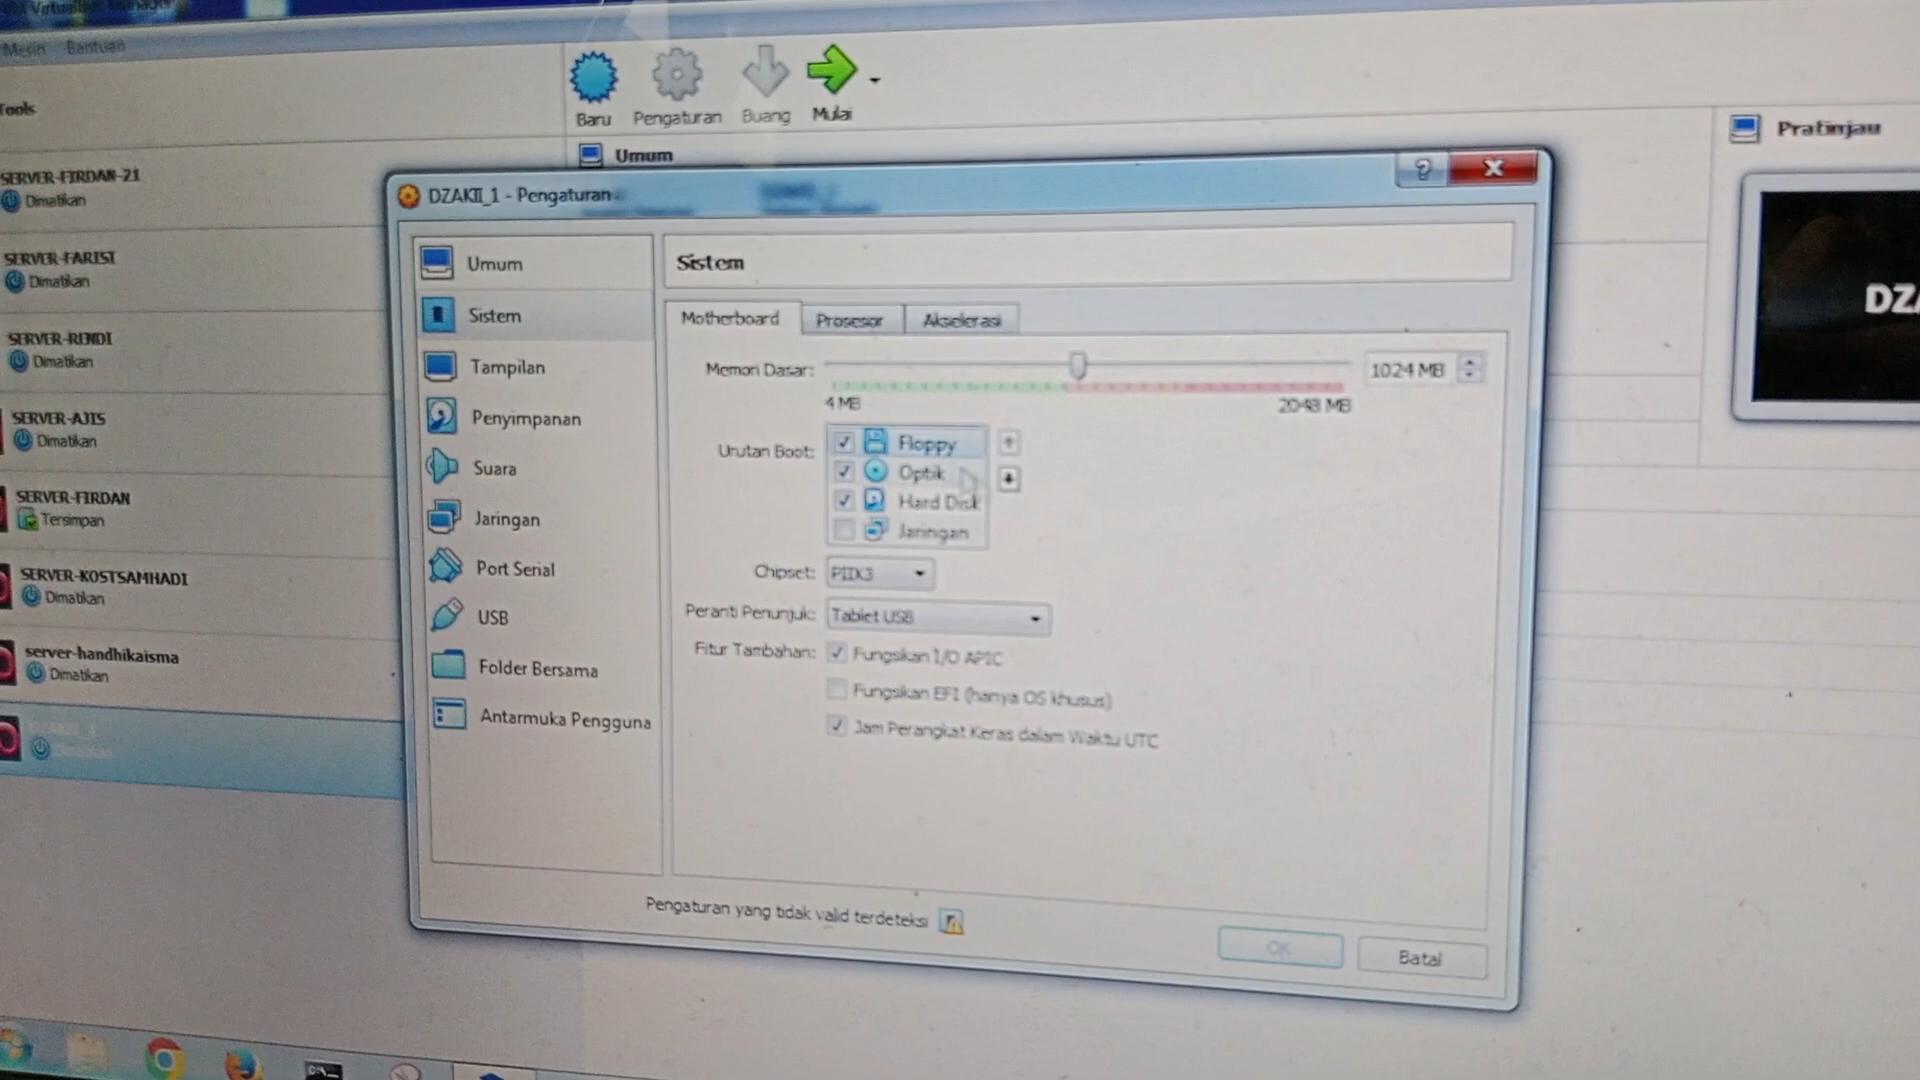 Mesin Bantuan
Tools
Baru Pengaturan Buang Mulai
Umum
Pratinjau
SERVER-FIRDAN-21
Dimatikan
SERVER-FARIST
Dimatikan
SERVER-RENDI
Dimatikan
SERVER-AJIS
Dimatikan
SERVER-FIRDAN
Tersimpan
SERVER-KOSTSAMHADI
Dimatikan
server-handhikaisma
Dimatikan
DZAKII_1 - Pengaturan
Umum
Sistem
Tampilan
Penyimpanan
Suara
Jaringan
Port Serial
USB
Folder Bersama
Antarmuka Pengguna
Sistem
Motherboard Prosesor Akselerasi
Memori Dasar: 1024 MB
4 MB 2048 MB
Urutan Boot: Floppy
Optik
Hard Disk
Jaringan
Chipset: PIIX3
Peranti Penunjuk: Tablet USB
Fitur Tambahan: Fungsikan I/O APIC
Fungsikan EFI (hanya OS khusus)
Jam Perangkat Keras dalam Waktu UTC
Pengaturan yang tidak valid terdeteksi
OK Batal
DZA